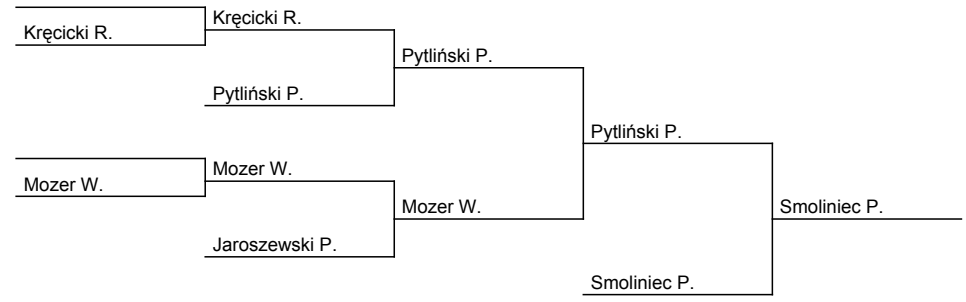 Kręcicki R.
Kręcicki R.
Pytliński P.
Pytliński P.
Pytliński P.
Mozer W.
Mozer W.
Mozer W.
Smoliniec P.
Jaroszewski P.
Smoliniec P.